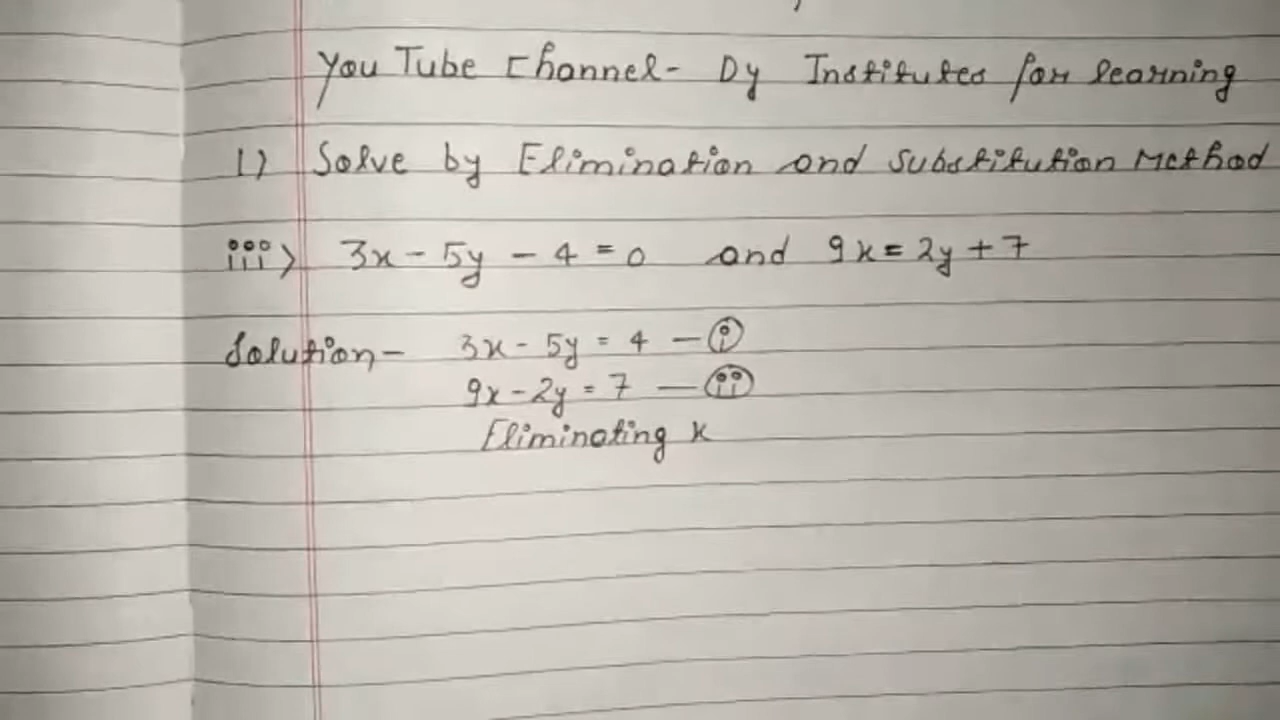 You Tube Channel- Dy Institutes for learning
1) Solve by Elimination and Substitution Method
iii) 3x - 5y - 4 = 0 and 9x = 2y + 7
Solution- 3x - 5y = 4 — (i)
9x - 2y = 7 — (ii)
Eliminating x